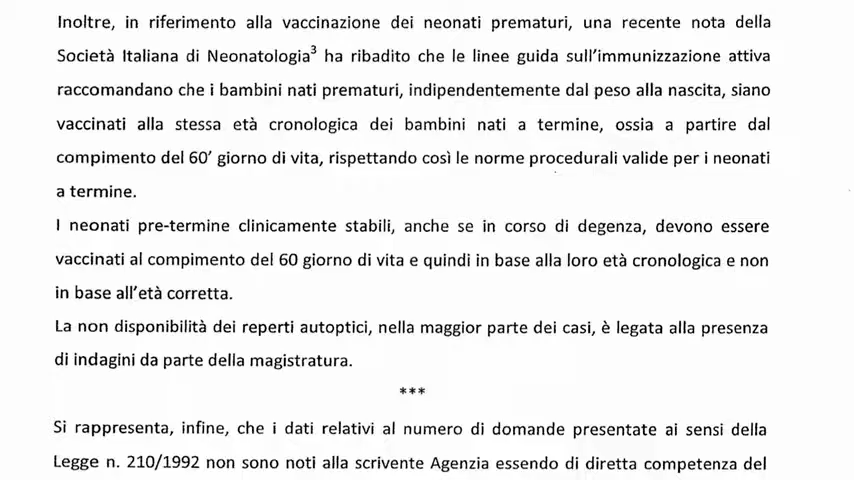 Inoltre, in riferimento alla vaccinazione dei neonati prematuri, una recente nota della
Società Italiana di Neonatologia³ ha ribadito che le linee guida sull'immunizzazione attiva
raccomandano che i bambini nati prematuri, indipendentemente dal peso alla nascita, siano
vaccinati alla stessa età cronologica dei bambini nati a termine, ossia a partire dal
compimento del 60' giorno di vita, rispettando così le norme procedurali valide per i neonati
a termine.
I neonati pre-termine clinicamente stabili, anche se in corso di degenza, devono essere
vaccinati al compimento del 60 giorno di vita e quindi in base alla loro età cronologica e non
in base all'età corretta.
La non disponibilità dei reperti autoptici, nella maggior parte dei casi, è legata alla presenza
di indagini da parte della magistratura.
***
Si rappresenta, infine, che i dati relativi al numero di domande presentate ai sensi della
Legge n. 210/1992 non sono noti alla scrivente Agenzia essendo di diretta competenza del